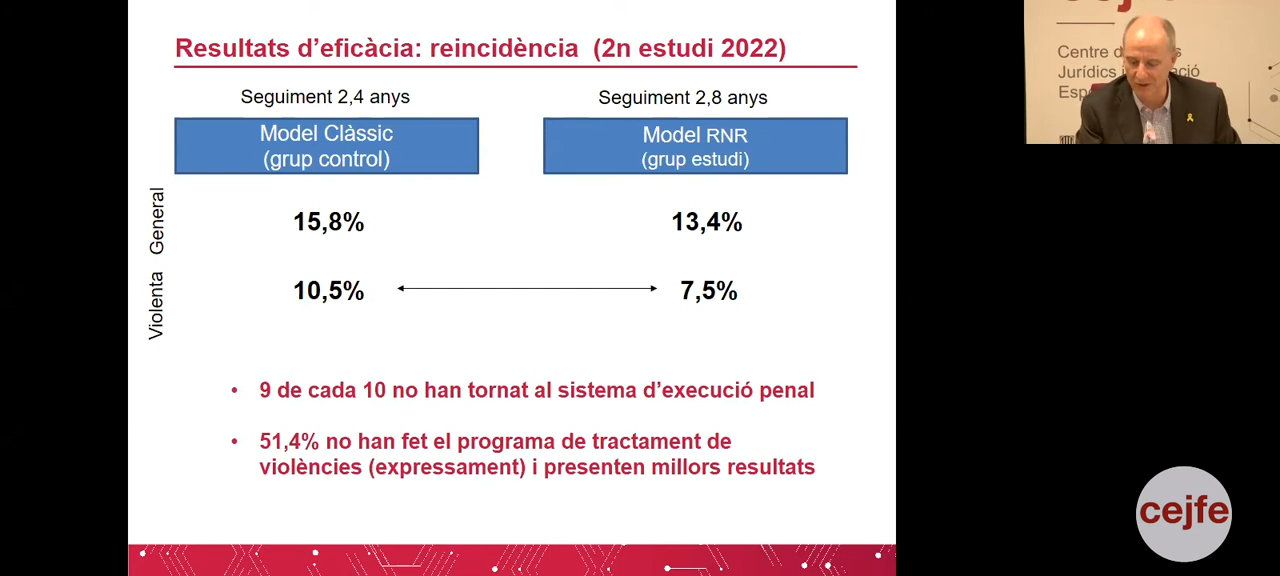 Resultats d'eficàcia: reincidència (2n estudi 2022)
Seguiment 2,4 anys
Seguiment 2,8 anys
Model Clàssic
(grup control)
Model RNR
(grup estudi)
General
15,8%
13,4%
Violenta
10,5%
7,5%
• 9 de cada 10 no han tornat al sistema d'execució penal
• 51,4% no han fet el programa de tractament de
violències (expressament) i presenten millors resultats
Centre d
Jurídics i
ació
Esp
cejfe